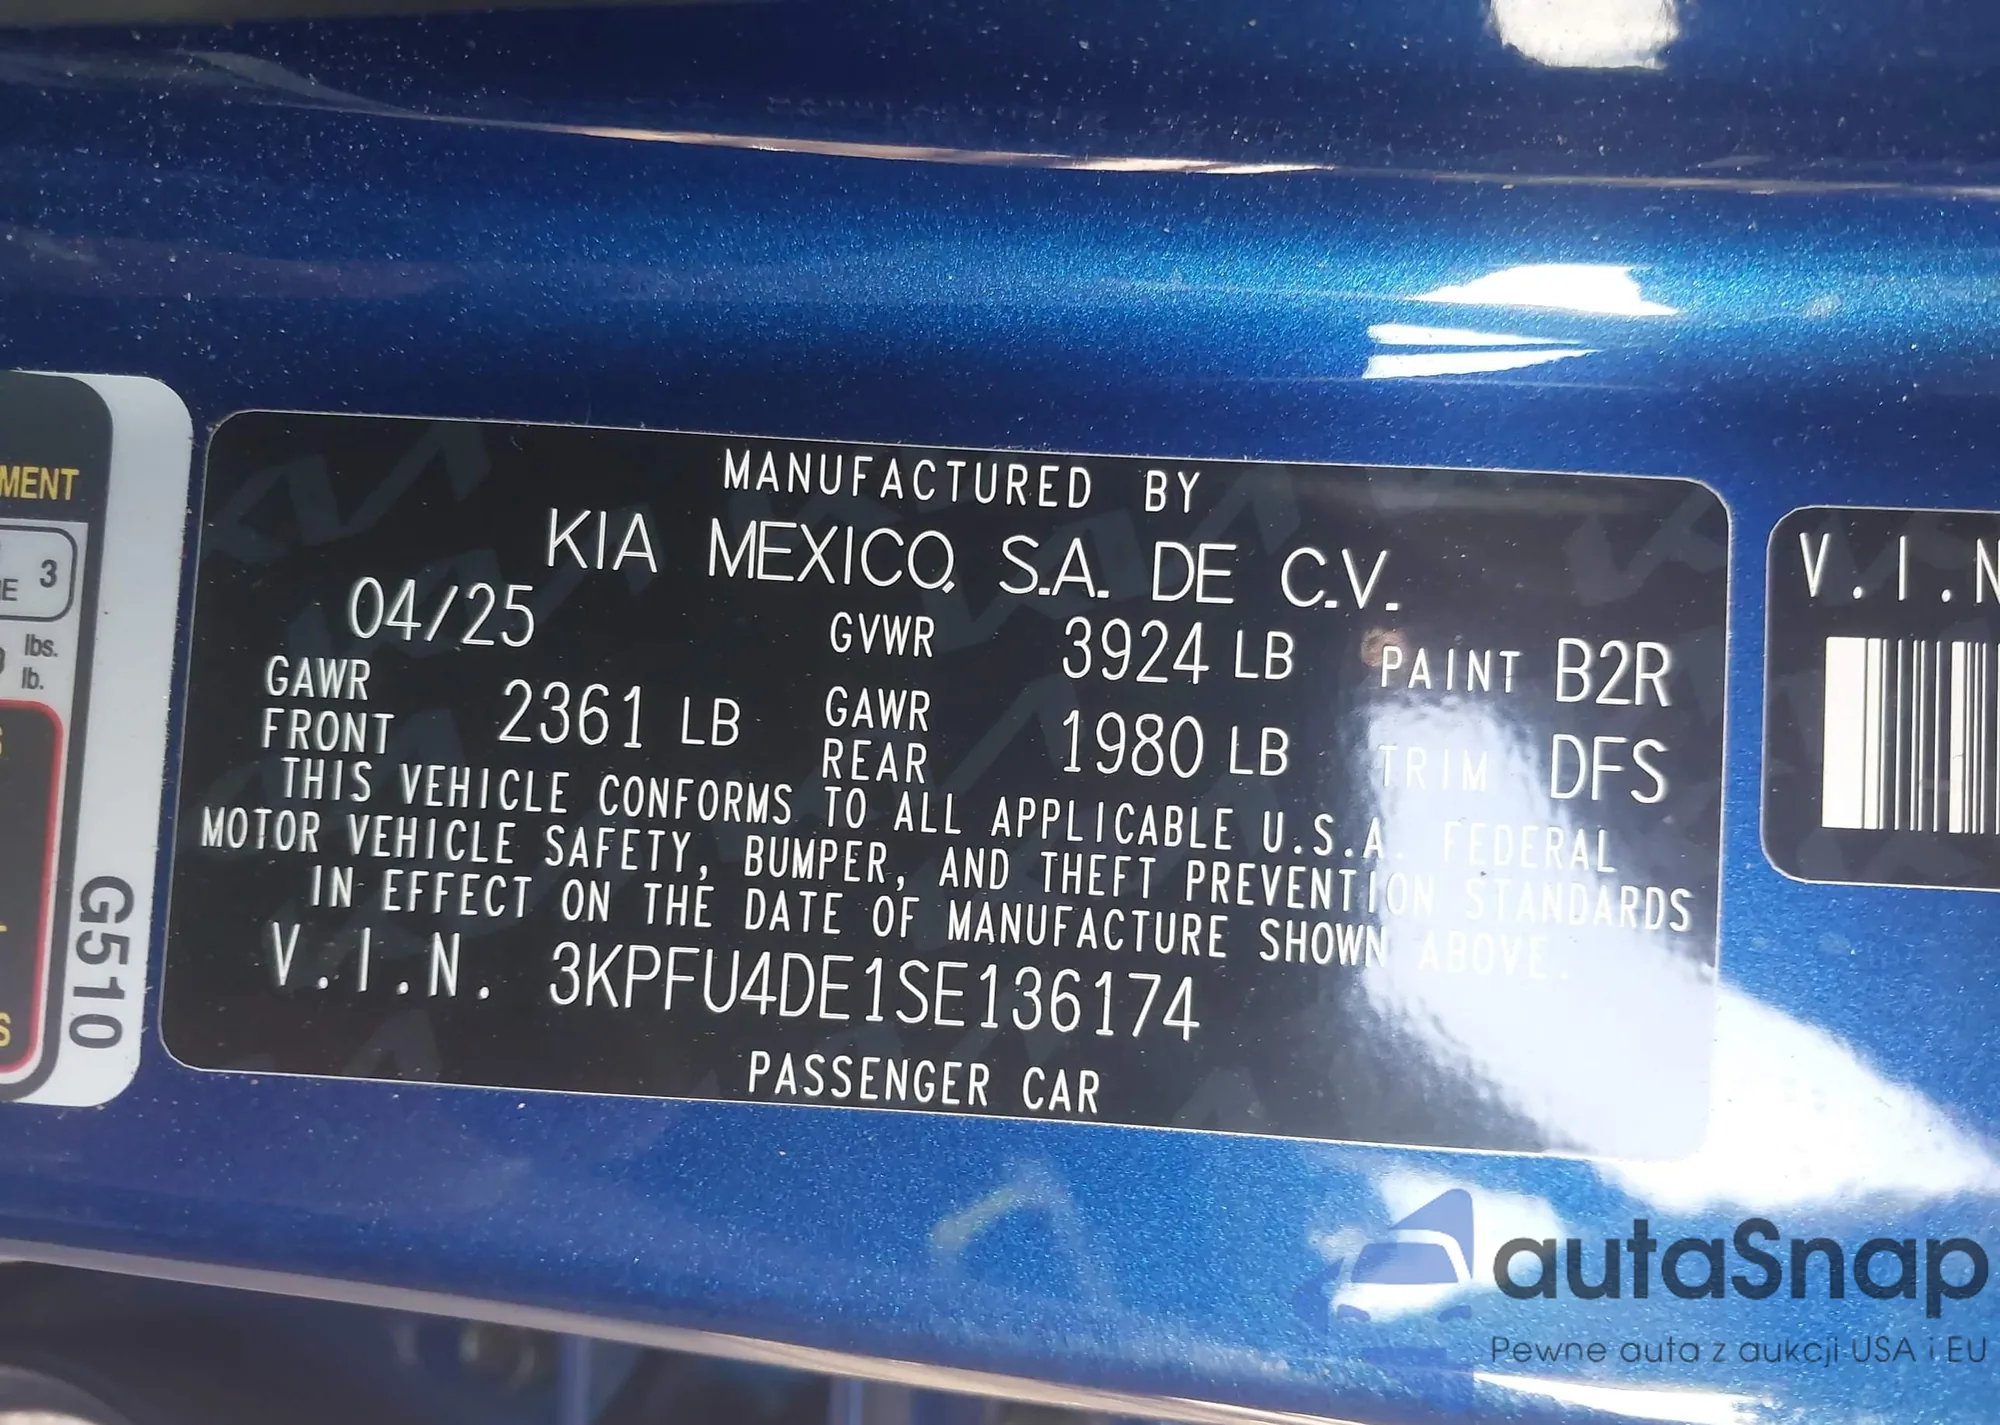 MENT
3
E
lbs.
lb.
G510
MANUFACTURED BY
KIA MEXICO, S.A. DE C.V.
04/25 GVWR 3924 LB PAINT B2R
GAWR FRONT 2361 LB GAWR REAR 1980 LB TRIM DFS
THIS VEHICLE CONFORMS TO ALL APPLICABLE U.S.A. FEDERAL
MOTOR VEHICLE SAFETY, BUMPER, AND THEFT PREVENTION STANDARDS
IN EFFECT ON THE DATE OF MANUFACTURE SHOWN ABOVE.
V.I.N. 3KPFU4DE1SE136174
PASSENGER CAR
V.I.N
autaSnap
Pewne auta z aukcji USA i EU